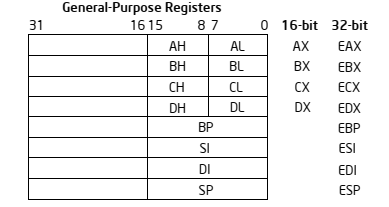 General-Purpose Registers
31 16 15 8 7 0 16-bit 32-bit
AH AL AX EAX
BH BL BX EBX
CH CL CX ECX
DH DL DX EDX
BP EBP
SI ESI
DI EDI
SP ESP